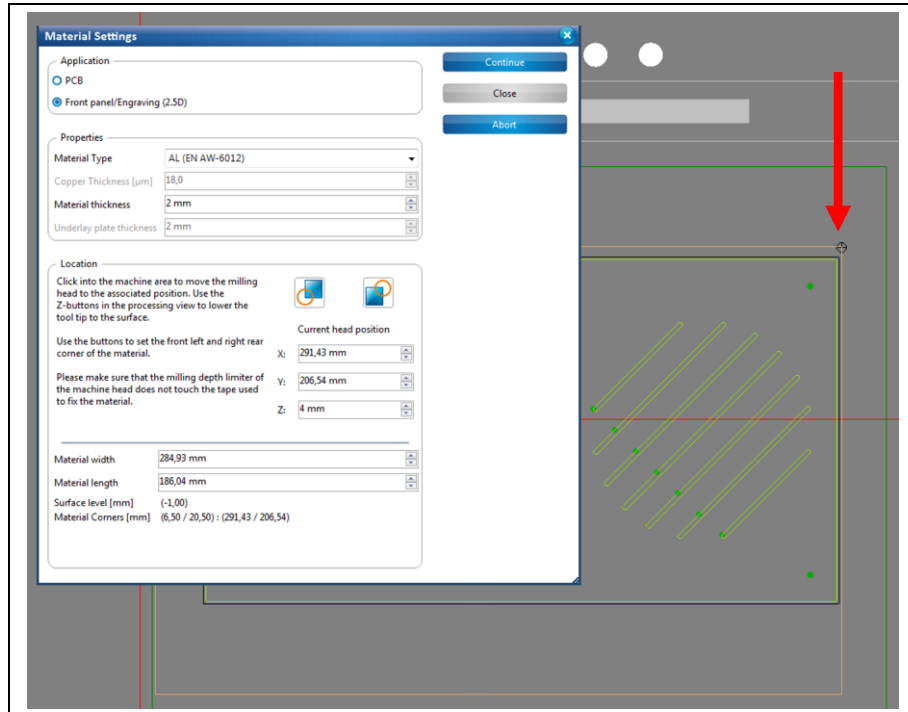 Material Settings
Application
PCB
Front panel/Engraving (2.5D)
Continue
Close
Abort
Properties
Material Type AL (EN AW-6012)
Copper Thickness [µm] 18,0
Material thickness 2 mm
Underlay plate thickness 2 mm
Location
Click into the machine area to move the milling
head to the associated position. Use the
Z-buttons in the processing view to lower the
tool tip to the surface.
Use the buttons to set the front left and right rear
corner of the material.
Please make sure that the milling depth limiter of
the machine head does not touch the tape used
to fix the material.
Current head position
X: 291,43 mm
Y: 206,54 mm
Z: 4 mm
Material width 284,93 mm
Material length 186,04 mm
Surface level [mm] (-1,00)
Material Corners [mm] (6,50 / 20,50) : (291,43 / 206,54)